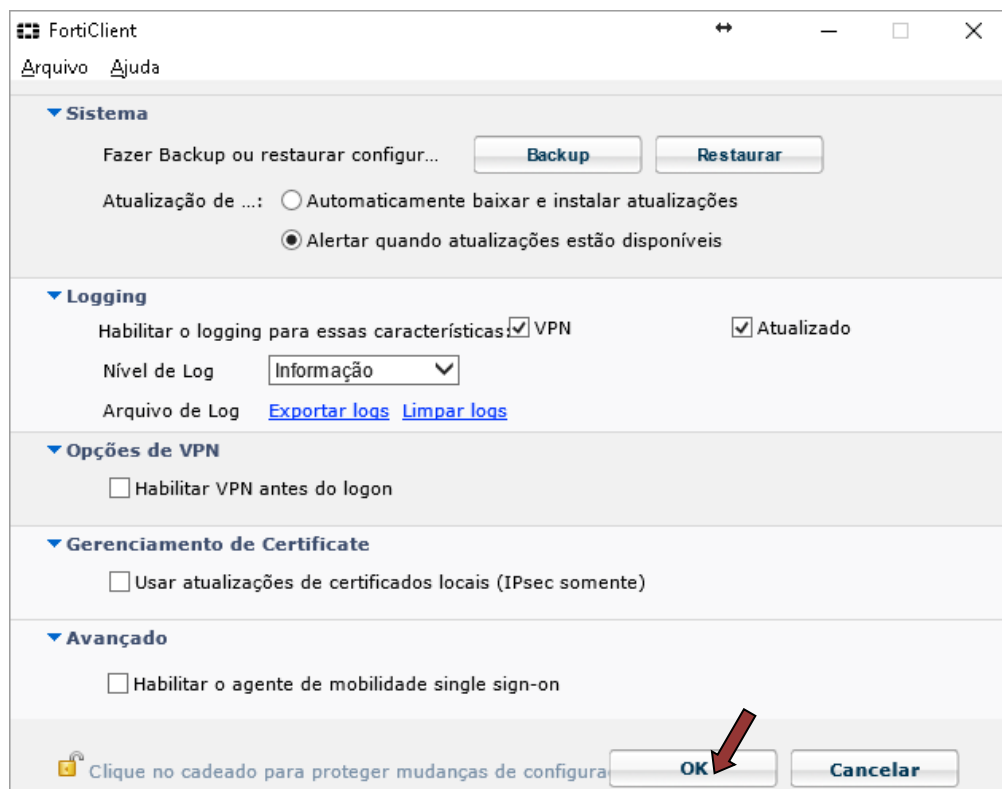 FortiClient
Arquivo Ajuda
Sistema
Fazer Backup ou restaurar configur... Backup Restaurar
Atualização de ...: Automaticamente baixar e instalar atualizações
Alertar quando atualizações estão disponíveis
Logging
Habilitar o logging para essas características: VPN Atualizado
Nível de Log Informação
Arquivo de Log Exportar logs Limpar logs
Opções de VPN
Habilitar VPN antes do logon
Gerenciamento de Certificate
Usar atualizações de certificados locais (IPsec somente)
Avançado
Habilitar o agente de mobilidade single sign-on
Clique no cadeado para proteger mudanças de configura OK Cancelar